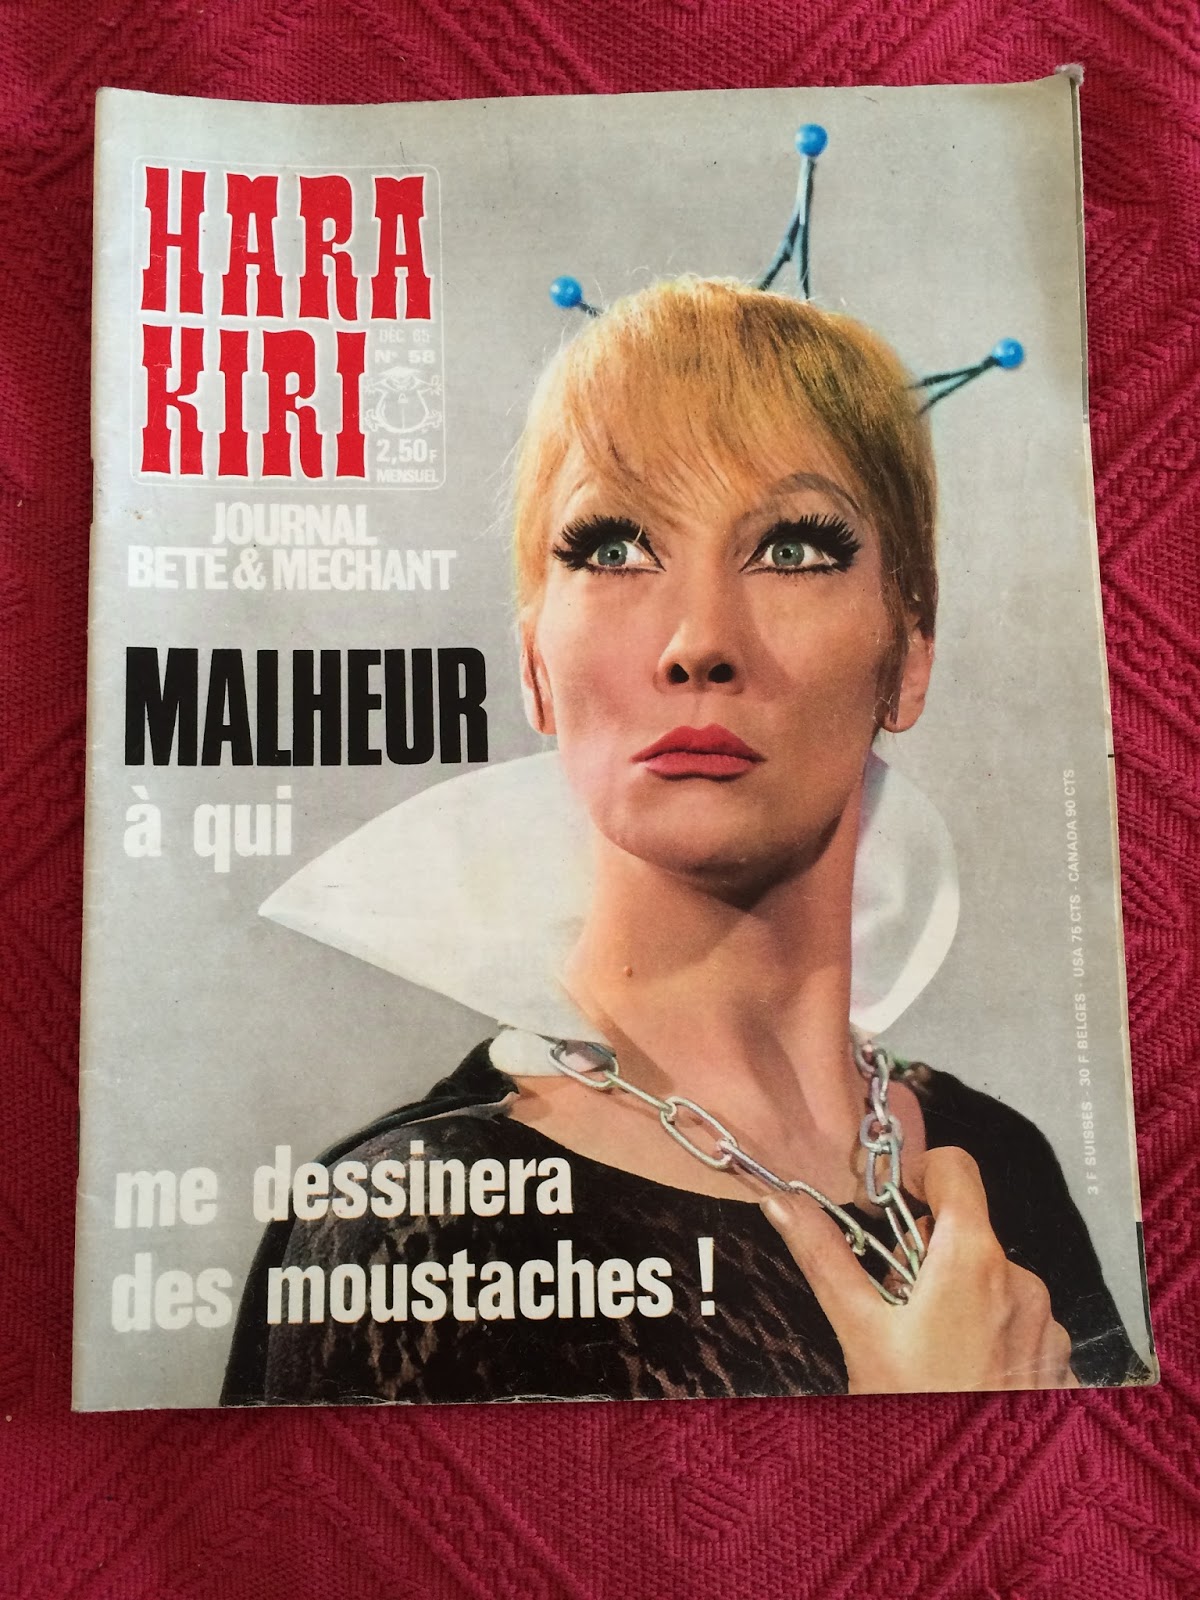 HARA
KIRI
DÉC 65
N° 58
2,50F
MENSUEL
JOURNAL
BETE & MECHANT
MALHEUR
à qui
me dessinera
des moustaches !
3 F SUISSES - 30 F BELGES - USA 75 CTS - CANADA 90 CTS